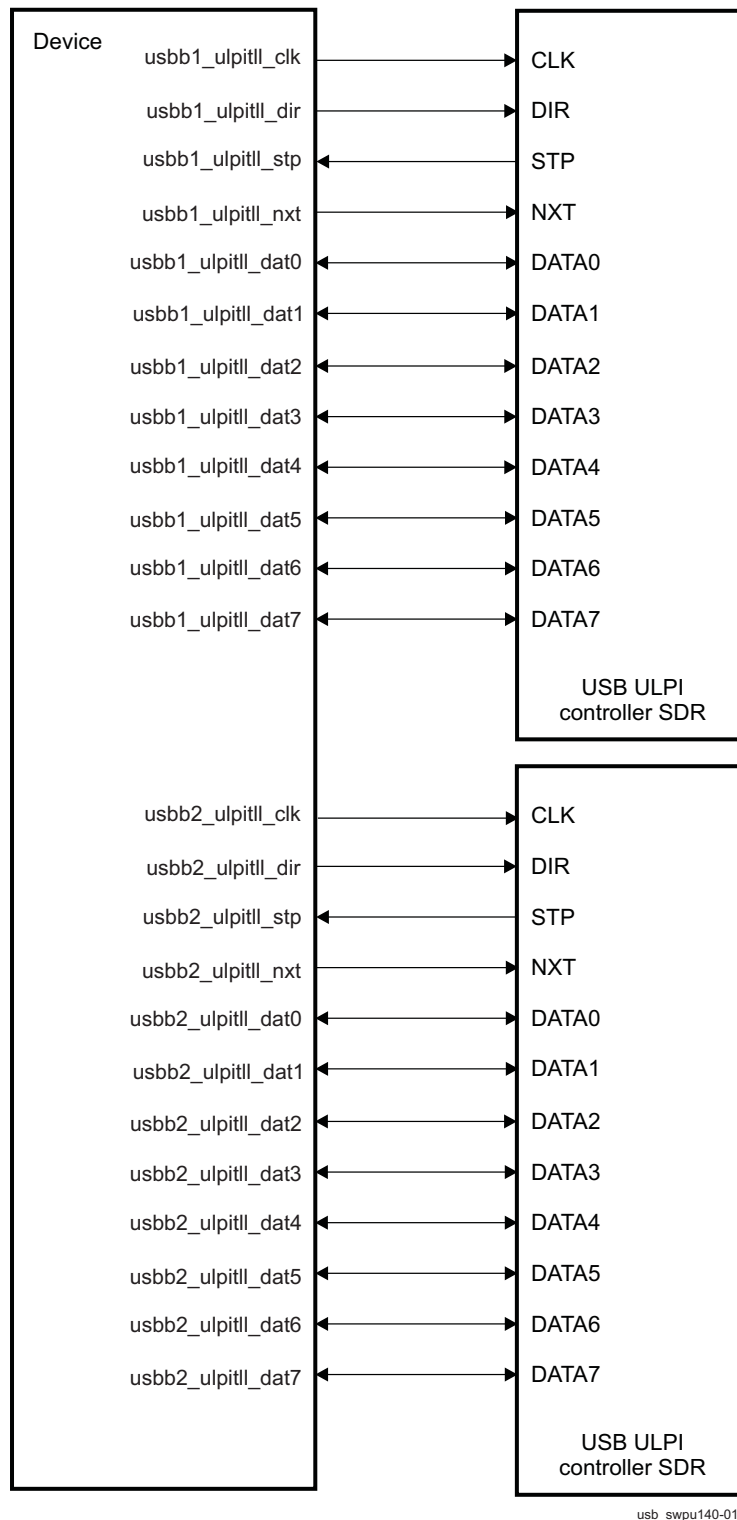 Device
usbb1_ulpitll_clk CLK
usbb1_ulpitll_dir DIR
usbb1_ulpitll_stp STP
usbb1_ulpitll_nxt NXT
usbb1_ulpitll_dat0 DATA0
usbb1_ulpitll_dat1 DATA1
usbb1_ulpitll_dat2 DATA2
usbb1_ulpitll_dat3 DATA3
usbb1_ulpitll_dat4 DATA4
usbb1_ulpitll_dat5 DATA5
usbb1_ulpitll_dat6 DATA6
usbb1_ulpitll_dat7 DATA7
USB ULPI
controller SDR
usbb2_ulpitll_clk CLK
usbb2_ulpitll_dir DIR
usbb2_ulpitll_stp STP
usbb2_ulpitll_nxt NXT
usbb2_ulpitll_dat0 DATA0
usbb2_ulpitll_dat1 DATA1
usbb2_ulpitll_dat2 DATA2
usbb2_ulpitll_dat3 DATA3
usbb2_ulpitll_dat4 DATA4
usbb2_ulpitll_dat5 DATA5
usbb2_ulpitll_dat6 DATA6
usbb2_ulpitll_dat7 DATA7
USB ULPI
controller SDR
usb_swpu140-01